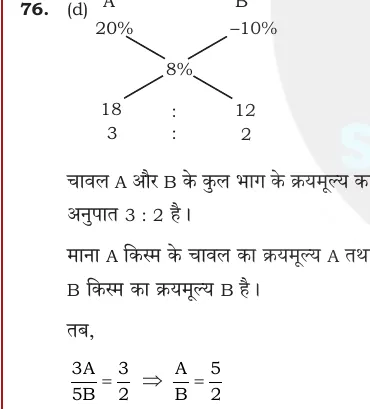 76. (d) A B
20% –10%
8%
18 : 12
3 : 2
चावल A और B के कुल भाग के क्रयमूल्य क
अनुपात 3 : 2 है।
माना A किस्म के चावल का क्रयमूल्य A तथ
B किस्म का क्रयमूल्य B है।
तब,
3A/5B = 3/2 ⇒ A/B = 5/2